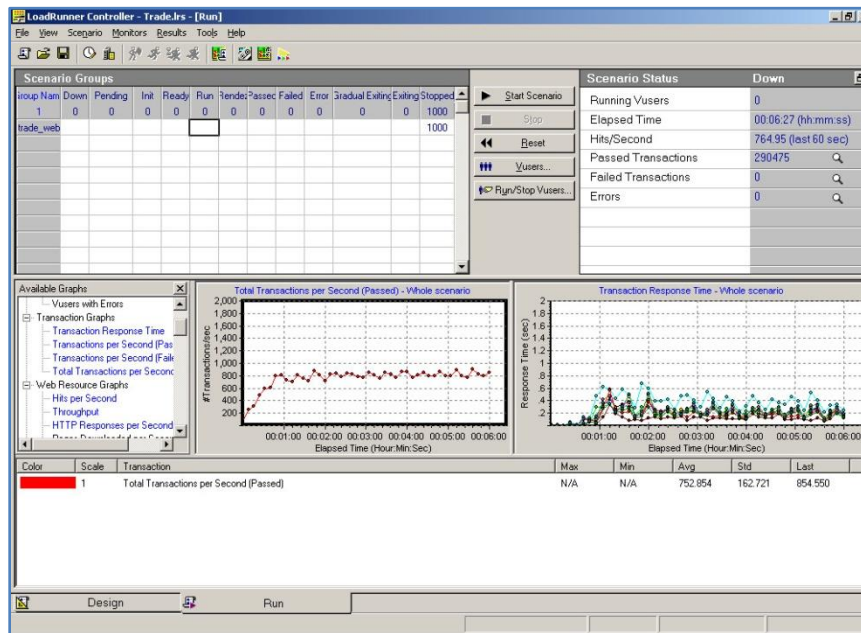 LoadRunner Controller - Trade.lrs - [Run]
File View Scenario Monitors Results Tools Help
Scenario Groups
Group Nam Down Pending Init Ready Run Rendez Passed Failed Error Gradual Exiting Exiting Stopped
1 0 0 0 0 0 0 0 0 0 0 0 1000
trade_web 1000
Start Scenario
Stop
Reset
Vusers...
Run/Stop Vusers...
Scenario Status Down
Running Vusers 0
Elapsed Time 00:06:27 (hh:mm:ss)
Hits/Second 764.95 (last 60 sec)
Passed Transactions 290475
Failed Transactions 0
Errors 0
Available Graphs
Vusers with Errors
Transaction Graphs
Transaction Response Time
Transactions per Second (Pas
Transactions per Second (Faile
Total Transactions per Second
Web Resource Graphs
Hits per Second
Throughput
HTTP Responses per Second
Total Transactions per Second (Passed) - Whole scenario
#Transactions/sec
2,000
1,800
1,600
1,400
1,200
1,000
800
600
400
200
00:01:00 00:02:00 00:03:00 00:04:00 00:05:00 00:06:00
Elapsed Time (Hour:Min:Sec)
Transaction Response Time - Whole scenario
Response Time (sec)
2
1.8
1.6
1.4
1.2
1
.8
.6
.4
.2
00:01:00 00:02:00 00:03:00 00:04:00 00:05:00 00:06:00
Elapsed Time (Hour:Min:Sec)
Color Scale Transaction Max Min Avg Std Last
1 Total Transactions per Second (Passed) N/A N/A 752.854 162.721 854.550
Design Run